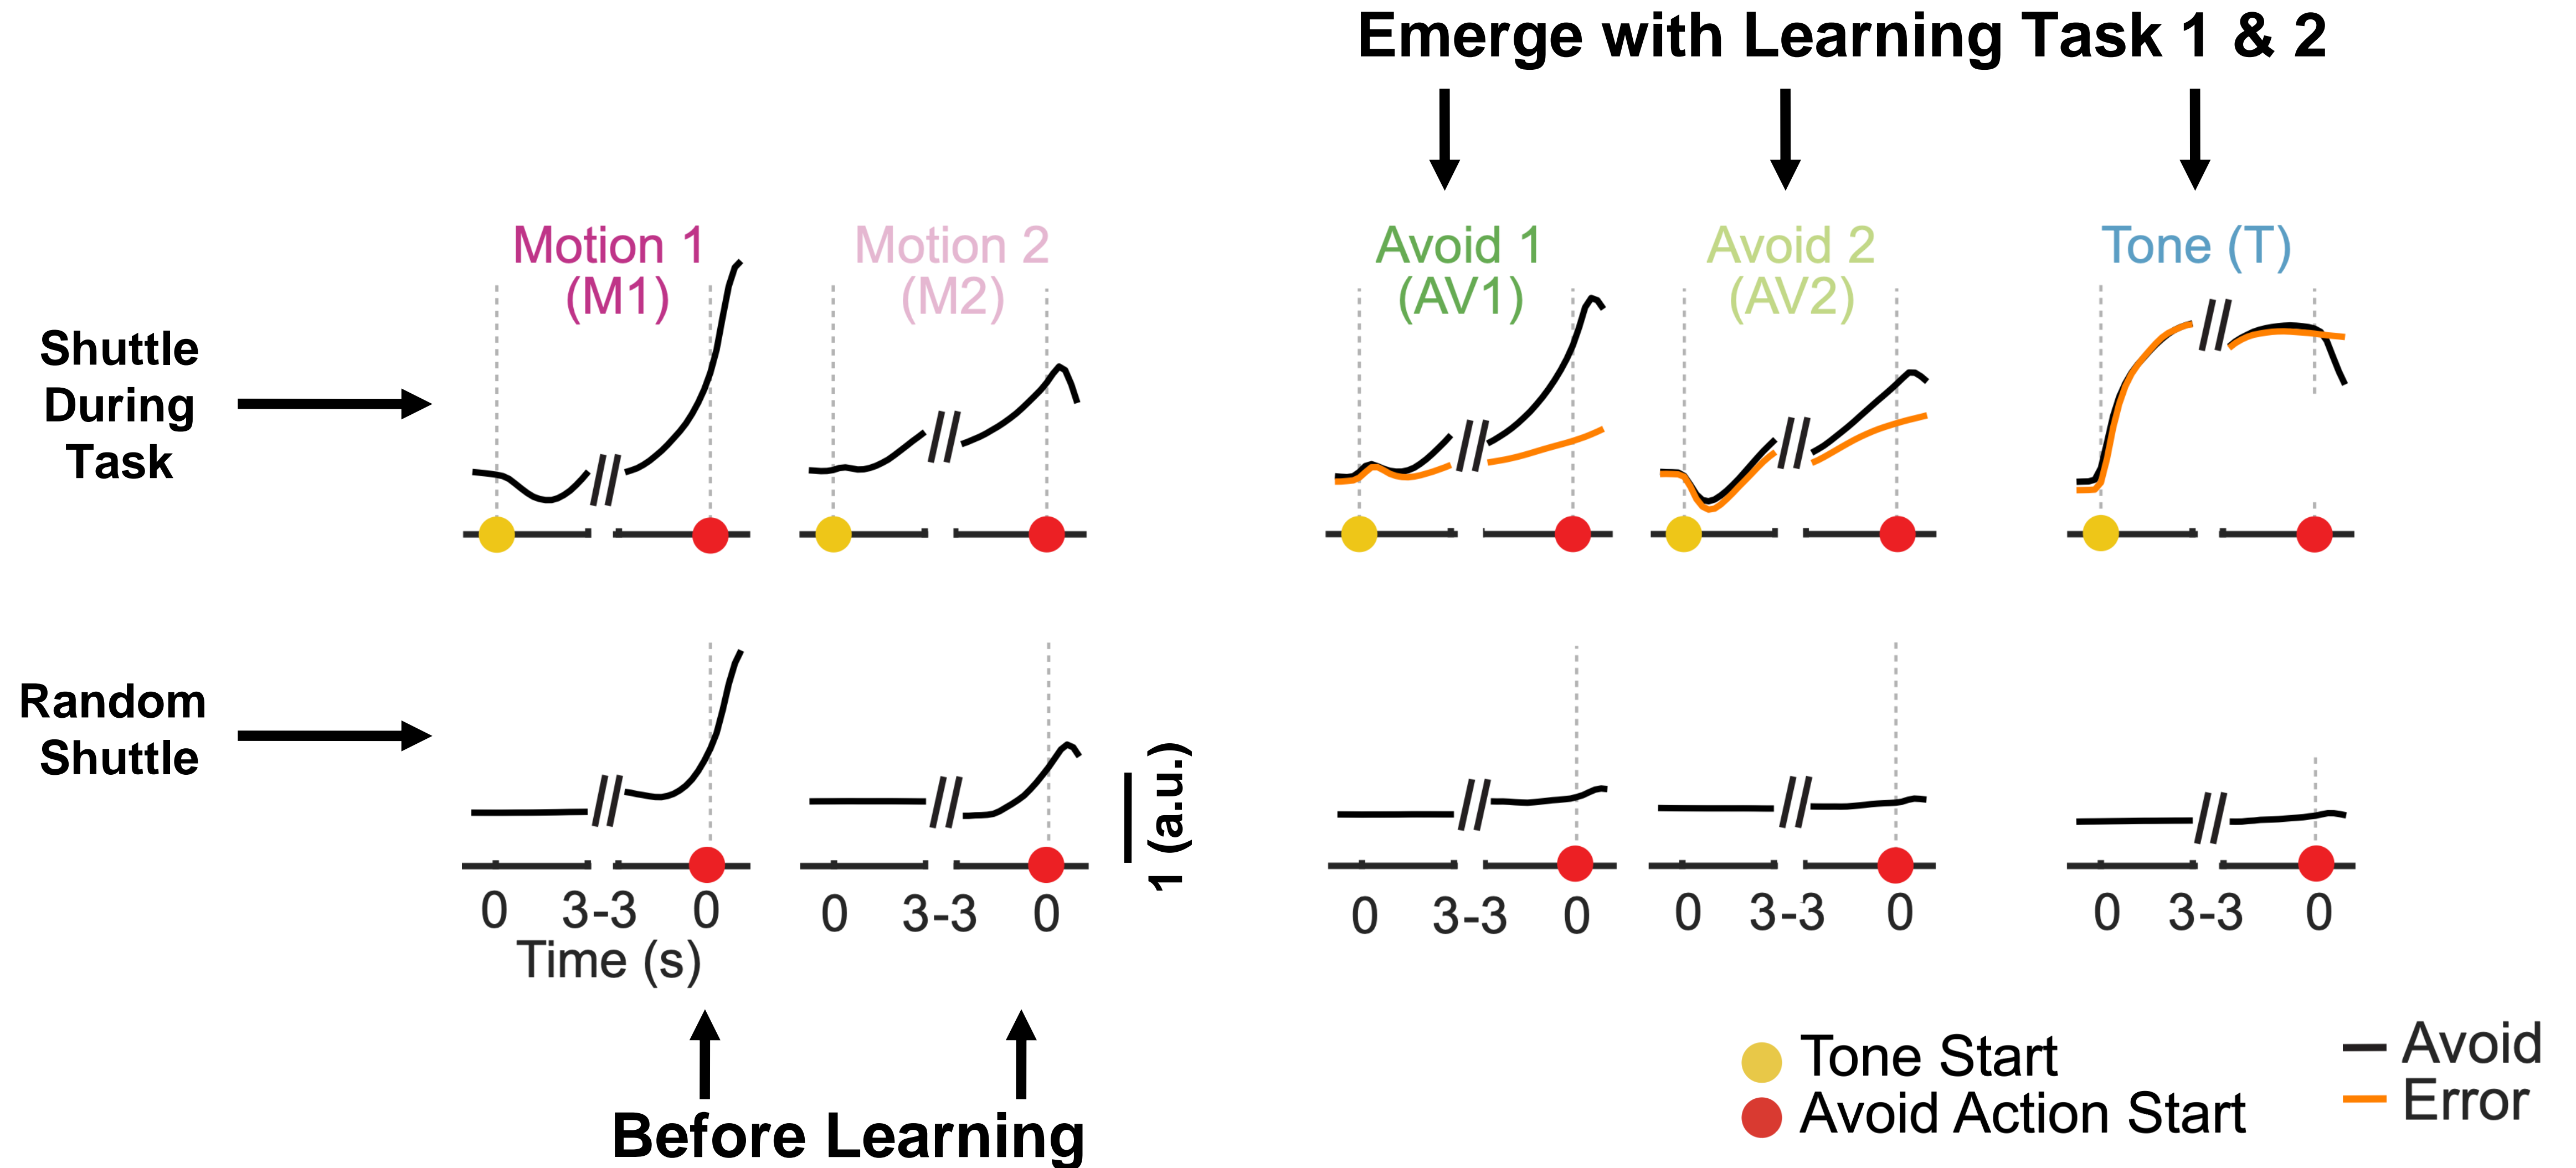 Emerge with Learning Task 1 & 2
Motion 1
(M1)
Motion 2
(M2)
Avoid 1
(AV1)
Avoid 2
(AV2)
Tone (T)
Shuttle
During
Task
Random
Shuttle
1 (a.u.)
0 3-3 0
0 3-3 0
0 3-3 0
0 3-3 0
0 3-3 0
Time (s)
Before Learning
Tone Start
Avoid Action Start
Avoid
Error